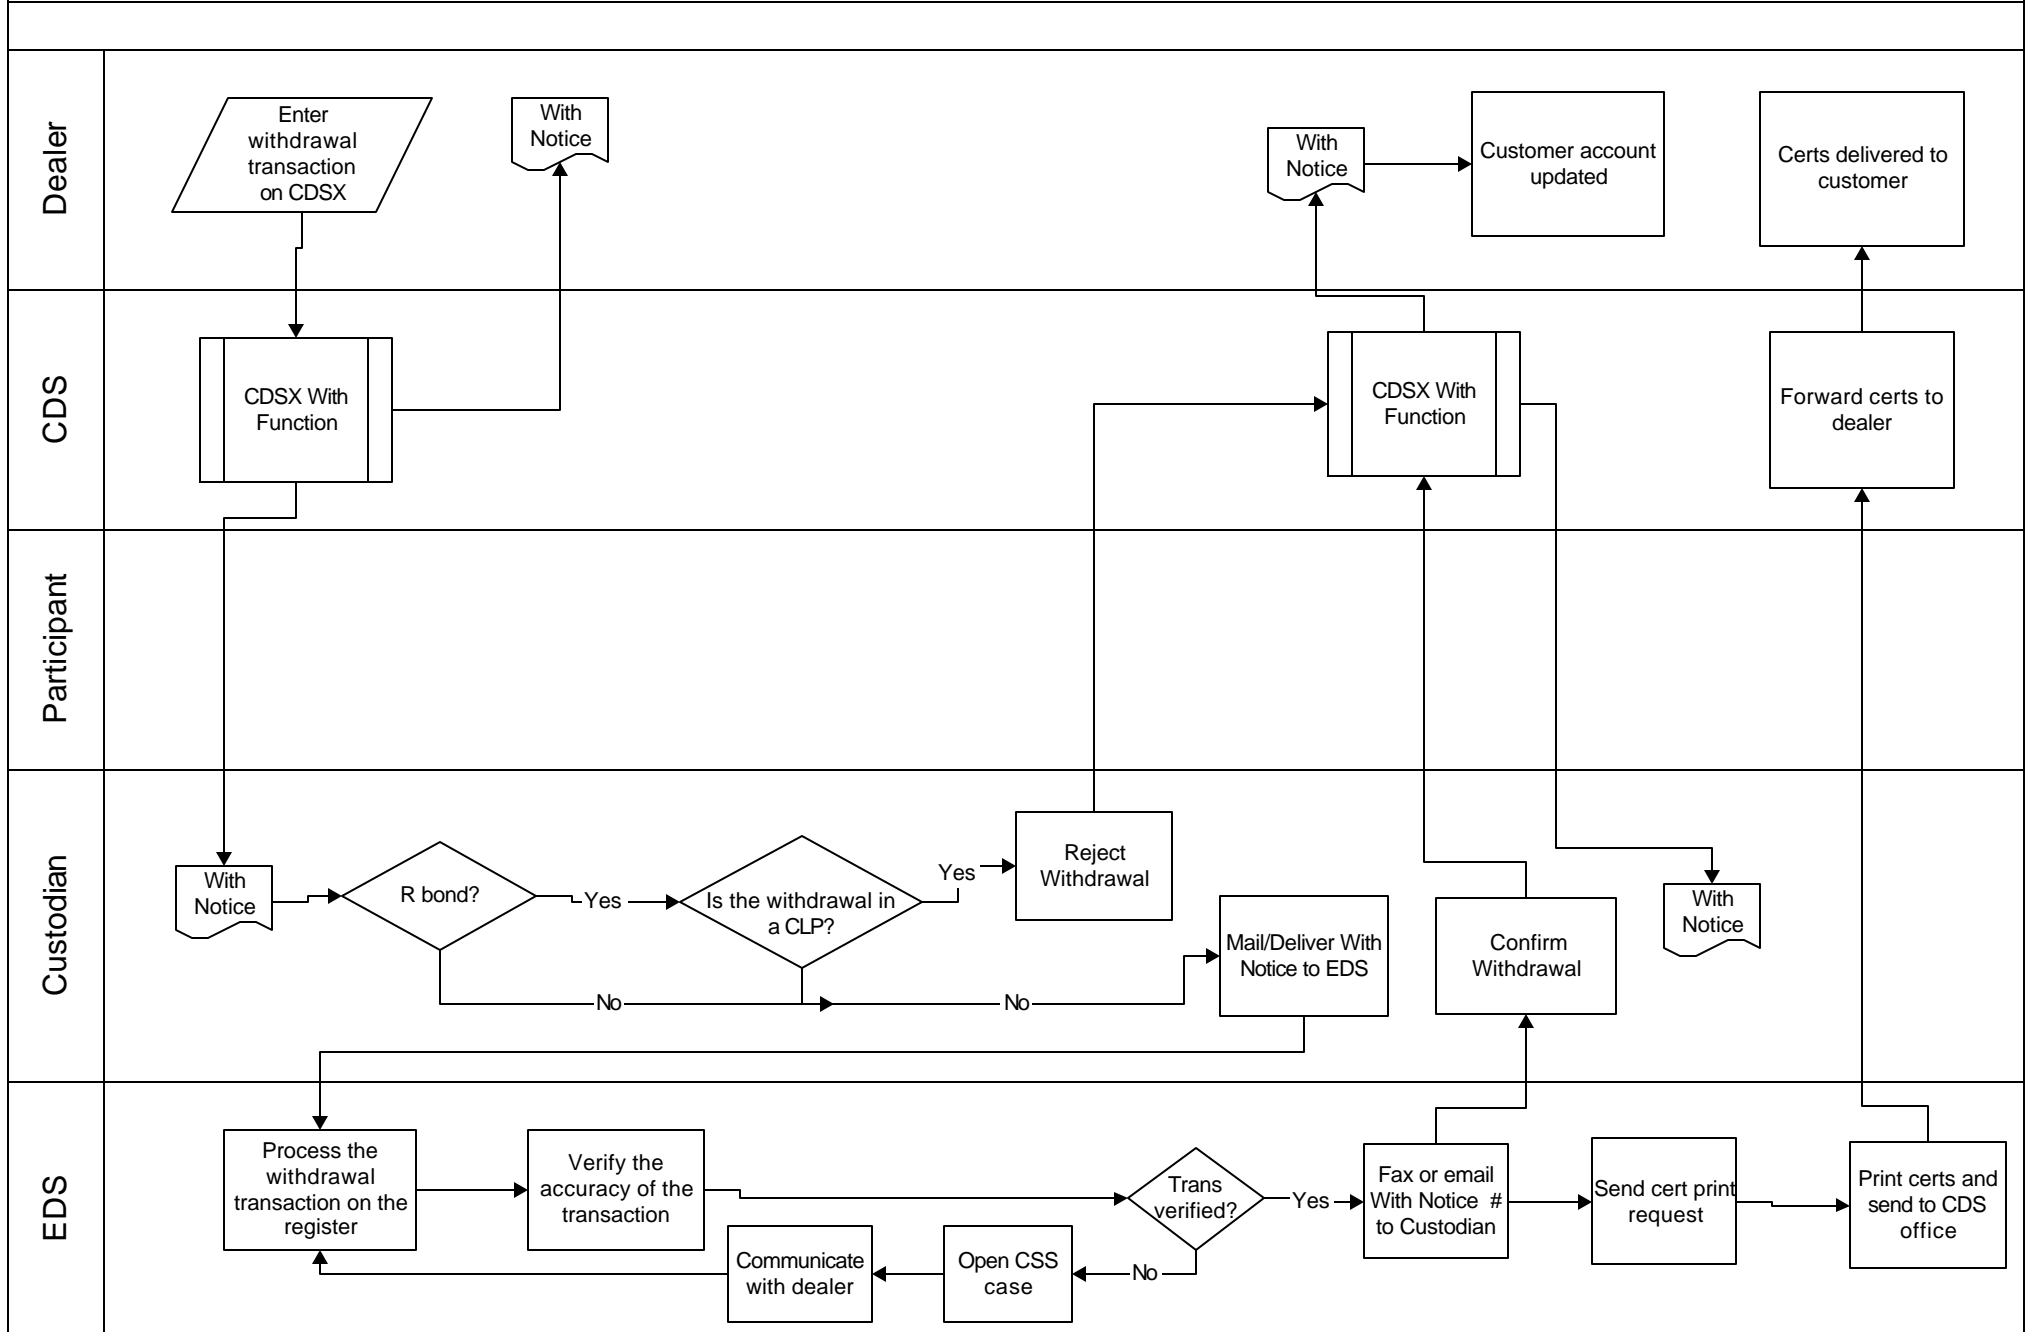 Dealer
Enter
withdrawal
transaction
on CDSX
With
Notice
With
Notice
Customer account
updated
Certs delivered to
customer
CDS
CDSX With
Function
CDSX With
Function
Forward certs to
dealer
Participant
Custodian
With
Notice
R bond?
Yes
Is the withdrawal in
a CLP?
Yes
Reject
Withdrawal
No
No
Mail/Deliver With
Notice to EDS
Confirm
Withdrawal
With
Notice
EDS
Process the
withdrawal
transaction on the
register
Verify the
accuracy of the
transaction
Trans
verified?
Yes
No
Open CSS
case
Communicate
with dealer
Fax or email
With Notice #
to Custodian
Send cert print
request
Print certs and
send to CDS
office